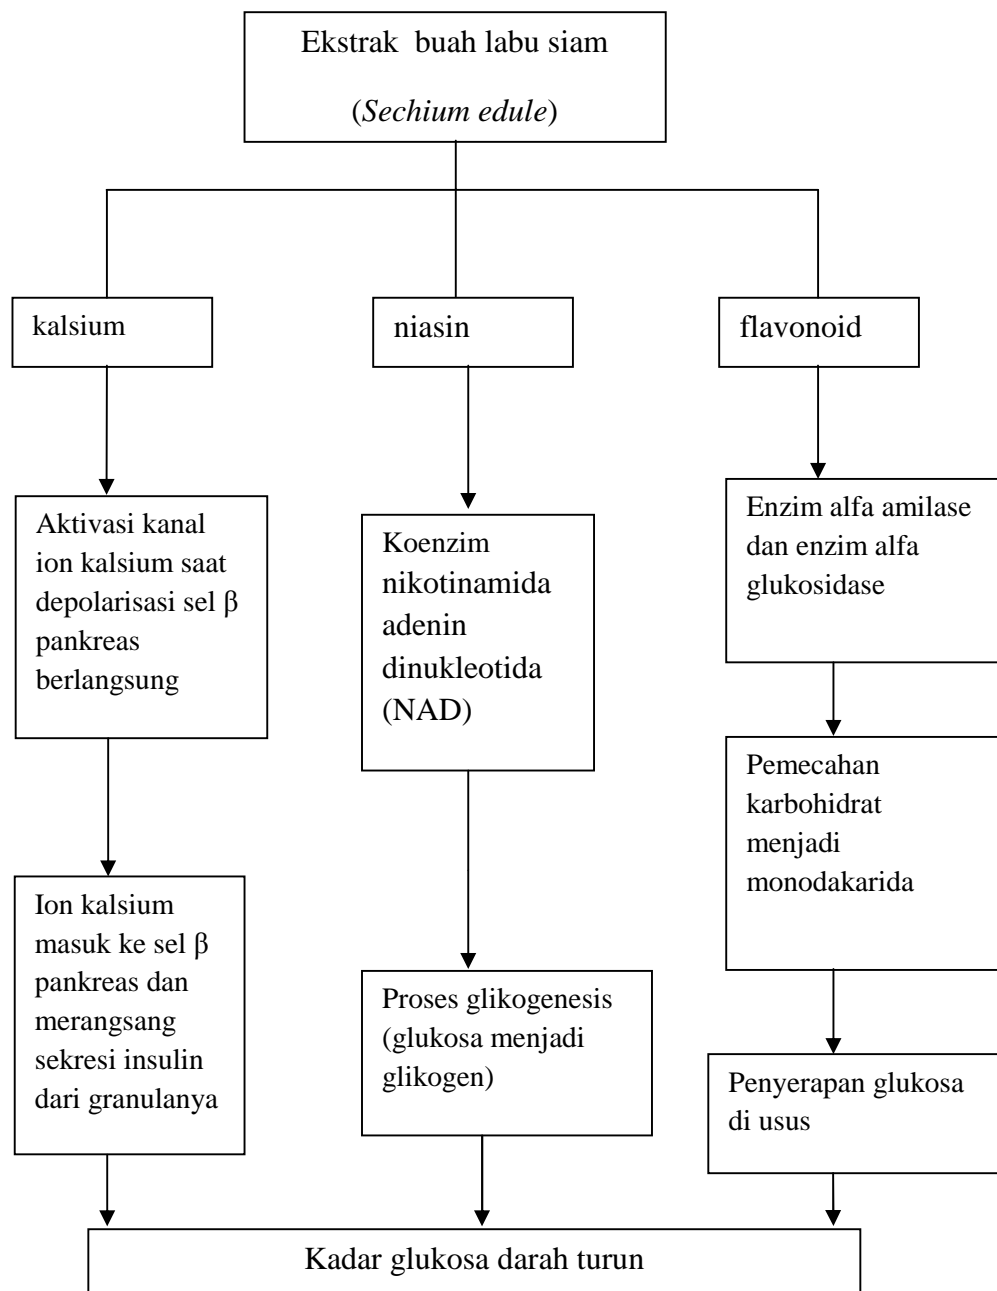 Ekstrak buah labu siam
(Sechium edule)
kalsium
niasin
flavonoid
Aktivasi kanal
ion kalsium saat
depolarisasi sel β
pankreas
berlangsung
Koenzim
nikotinamida
adenin
dinukleotida
(NAD)
Enzim alfa amilase
dan enzim alfa
glukosidase
Pemecahan
karbohidrat
menjadi
monodakarida
Ion kalsium
masuk ke sel β
pankreas dan
merangsang
sekresi insulin
dari granulanya
Proses glikogenesis
(glukosa menjadi
glikogen)
Penyerapan glukosa
di usus
Kadar glukosa darah turun